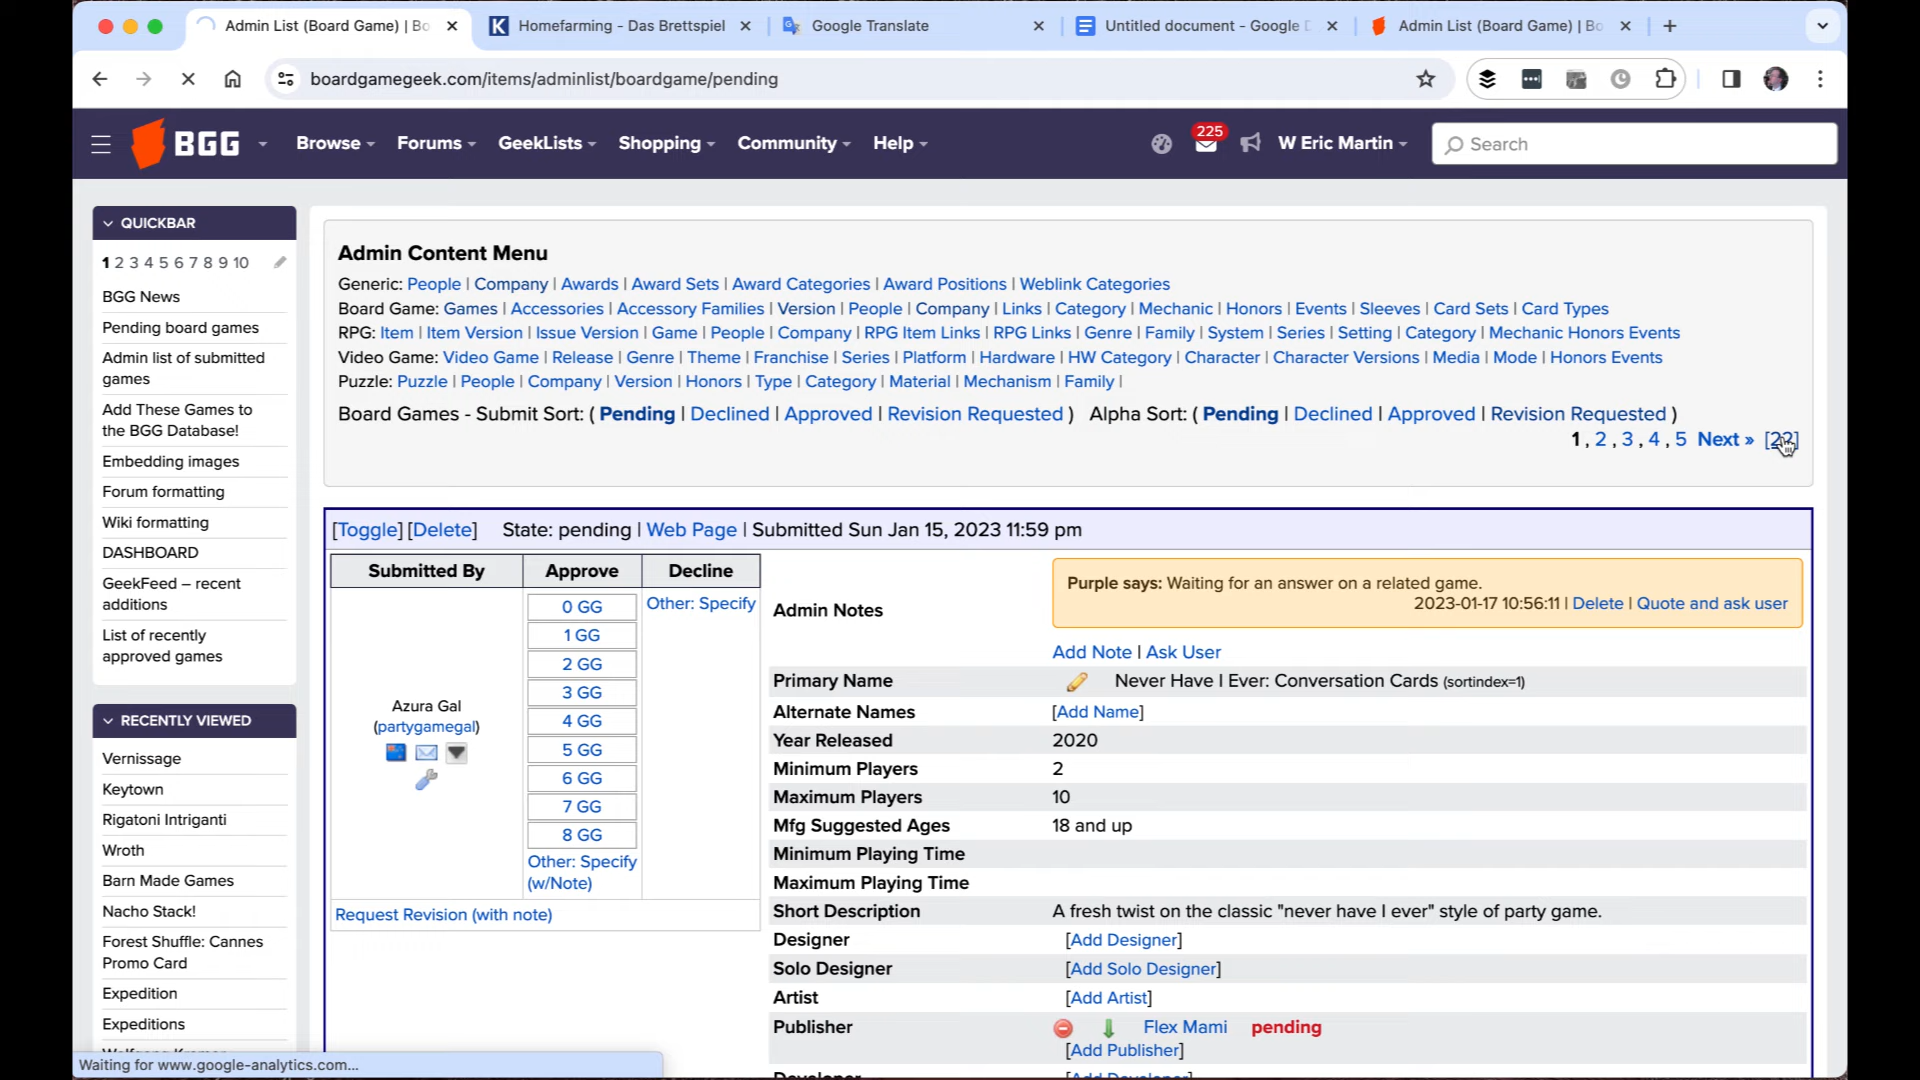 Admin List (Board Game) | Bo
Homefarming - Das Brettspiel
Google Translate
Untitled document - Google D
Admin List (Board Game) | Bo
boardgamegeek.com/items/adminlist/boardgame/pending
BGG
Browse
Forums
GeekLists
Shopping
Community
Help
225
W Eric Martin
Search
QUICKBAR
1 2 3 4 5 6 7 8 9 10
BGG News
Pending board games
Admin list of submitted
games
Add These Games to
the BGG Database!
Embedding images
Forum formatting
Wiki formatting
DASHBOARD
GeekFeed – recent
additions
List of recently
approved games
RECENTLY VIEWED
Vernissage
Keytown
Rigatoni Intriganti
Wroth
Barn Made Games
Nacho Stack!
Forest Shuffle: Cannes
Promo Card
Expedition
Expeditions
Admin Content Menu
Generic: People | Company | Awards | Award Sets | Award Categories | Award Positions | Weblink Categories
Board Game: Games | Accessories | Accessory Families | Version | People | Company | Links | Category | Mechanic | Honors | Events | Sleeves | Card Sets | Card Types
RPG: Item | Item Version | Issue Version | Game | People | Company | RPG Item Links | RPG Links | Genre | Family | System | Series | Setting | Category | Mechanic Honors Events
Video Game: Video Game | Release | Genre | Theme | Franchise | Series | Platform | Hardware | HW Category | Character | Character Versions | Media | Mode | Honors Events
Puzzle: Puzzle | People | Company | Version | Honors | Type | Category | Material | Mechanism | Family |
Board Games - Submit Sort: ( Pending | Declined | Approved | Revision Requested ) Alpha Sort: ( Pending | Declined | Approved | Revision Requested )
1 , 2 , 3 , 4 , 5 Next » [22]
[Toggle] [Delete] State: pending | Web Page | Submitted Sun Jan 15, 2023 11:59 pm
Submitted By
Approve
Decline
Azura Gal
(partygamegal)
0 GG
1 GG
2 GG
3 GG
4 GG
5 GG
6 GG
7 GG
8 GG
Other: Specify
(w/Note)
Other: Specify
Request Revision (with note)
Admin Notes
Purple says: Waiting for an answer on a related game.
2023-01-17 10:56:11 | Delete | Quote and ask user
Add Note | Ask User
Primary Name Never Have I Ever: Conversation Cards (sortindex=1)
Alternate Names [Add Name]
Year Released 2020
Minimum Players 2
Maximum Players 10
Mfg Suggested Ages 18 and up
Minimum Playing Time
Maximum Playing Time
Short Description A fresh twist on the classic "never have I ever" style of party game.
Designer [Add Designer]
Solo Designer [Add Solo Designer]
Artist [Add Artist]
Publisher Flex Mami pending
[Add Publisher]
Developer [Add Developer]
Waiting for www.google-analytics.com...